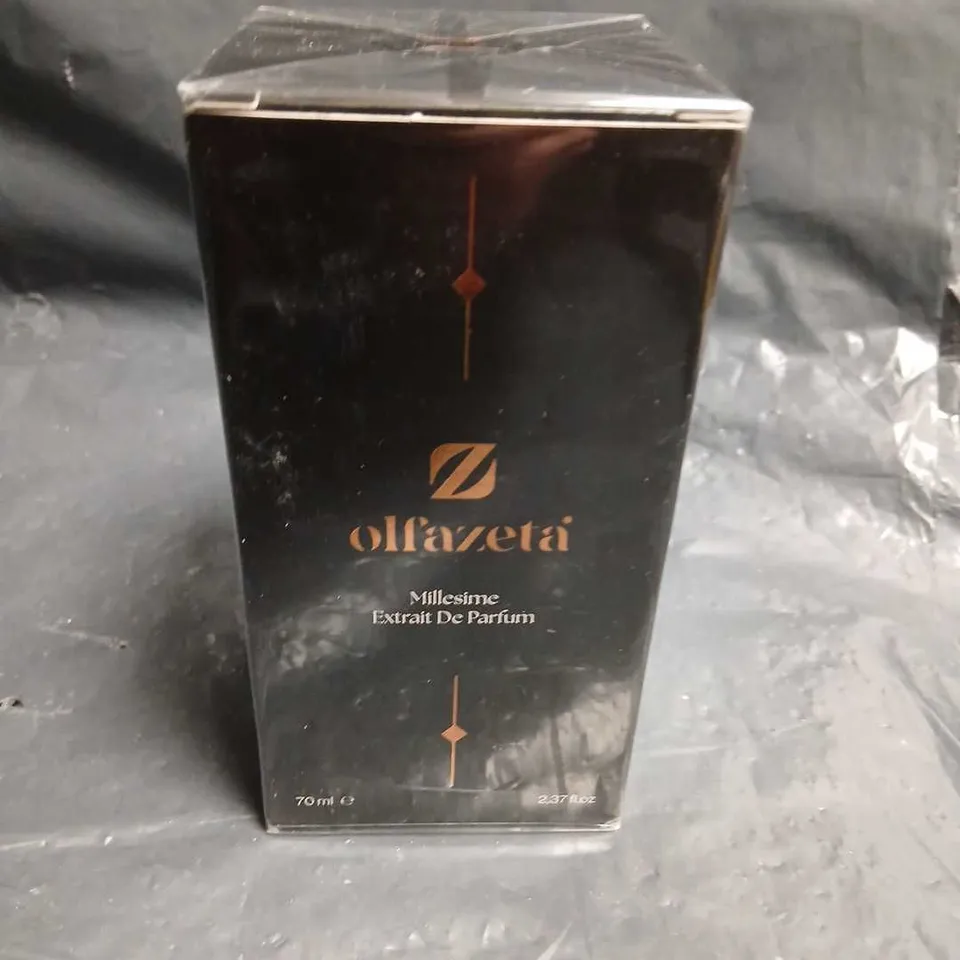 Z
olfazeta
Millesime
Extrait De Parfum
70 ml ℮
2.37 fl.oz